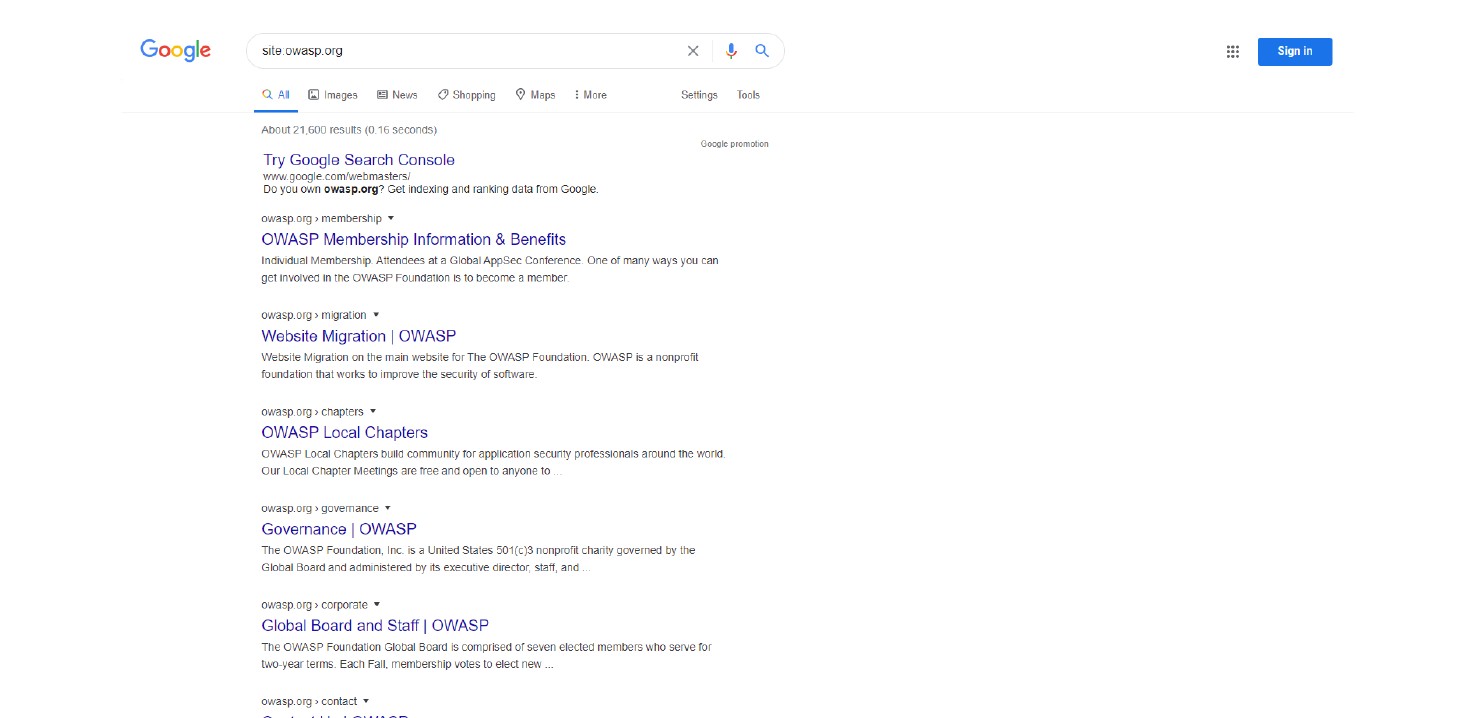 Google
site:owasp.org
Sign in
All Images News Shopping Maps More Settings Tools
About 21,600 results (0.16 seconds)
Google promotion
Try Google Search Console
www.google.com/webmasters/
Do you own owasp.org? Get indexing and ranking data from Google.
owasp.org › membership
OWASP Membership Information & Benefits
Individual Membership. Attendees at a Global AppSec Conference. One of many ways you can
get involved in the OWASP Foundation is to become a member.
owasp.org › migration
Website Migration | OWASP
Website Migration on the main website for The OWASP Foundation. OWASP is a nonprofit
foundation that works to improve the security of software.
owasp.org › chapters
OWASP Local Chapters
OWASP Local Chapters build community for application security professionals around the world.
Our Local Chapter Meetings are free and open to anyone to ...
owasp.org › governance
Governance | OWASP
The OWASP Foundation, Inc. is a United States 501(c)3 nonprofit charity governed by the
Global Board and administered by its executive director, staff, and ...
owasp.org › corporate
Global Board and Staff | OWASP
The OWASP Foundation Global Board is comprised of seven elected members who serve for
two-year terms. Each Fall, membership votes to elect new ...
owasp.org › contact